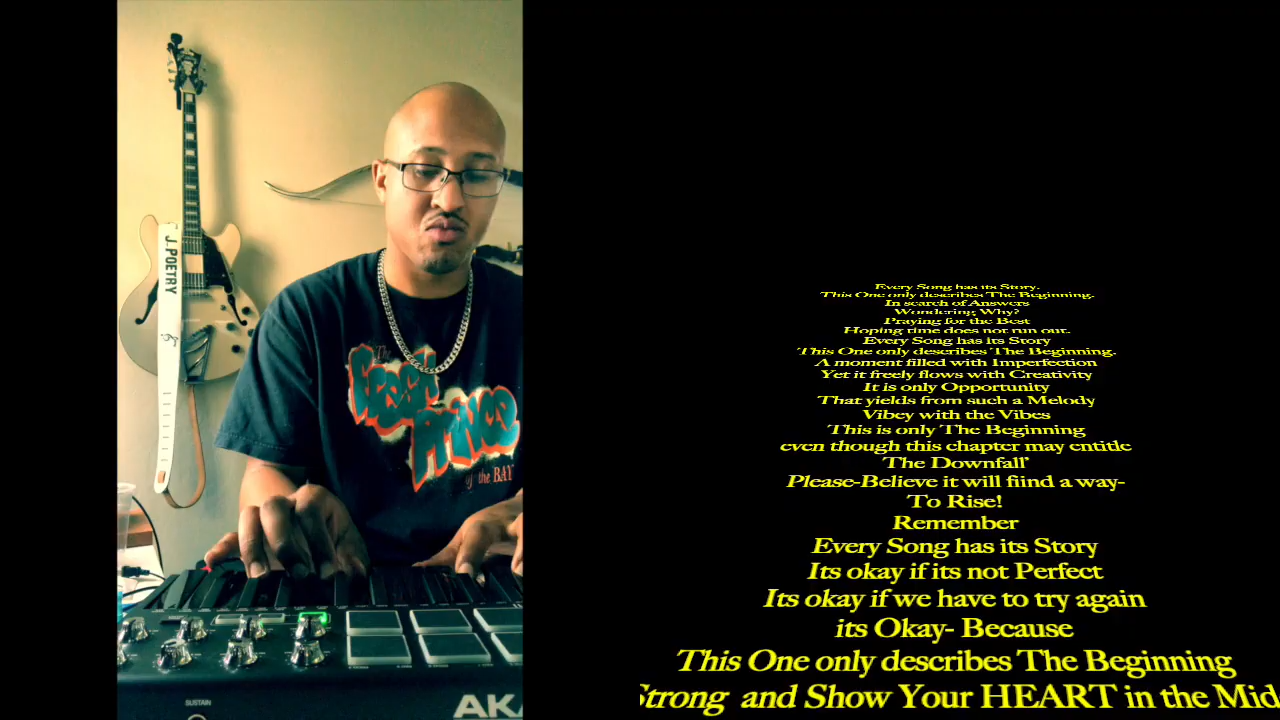 J. POETRY
The
FRESH
PRINCE
of the BAY
SUSTAIN
AKA
Every Song has its Story.
This One only describes The Beginning.
In search of Answers
Wondering Why?
Praying for the Best
Hoping time does not run out.
Every Song has its Story
This One only describes The Beginning.
A moment filled with Imperfection
Yet it freely flows with Creativity
It is only Opportunity
That yields from such a Melody
Vibey with the Vibes
This is only The Beginning
even though this chapter may entitle
'The Downfall'
Please-Believe it will fiind a way-
To Rise!
Remember
Every Song has its Story
Its okay if its not Perfect
Its okay if we have to try again
its Okay- Because
This One only describes The Beginning
Strong and Show Your HEART in the Mid